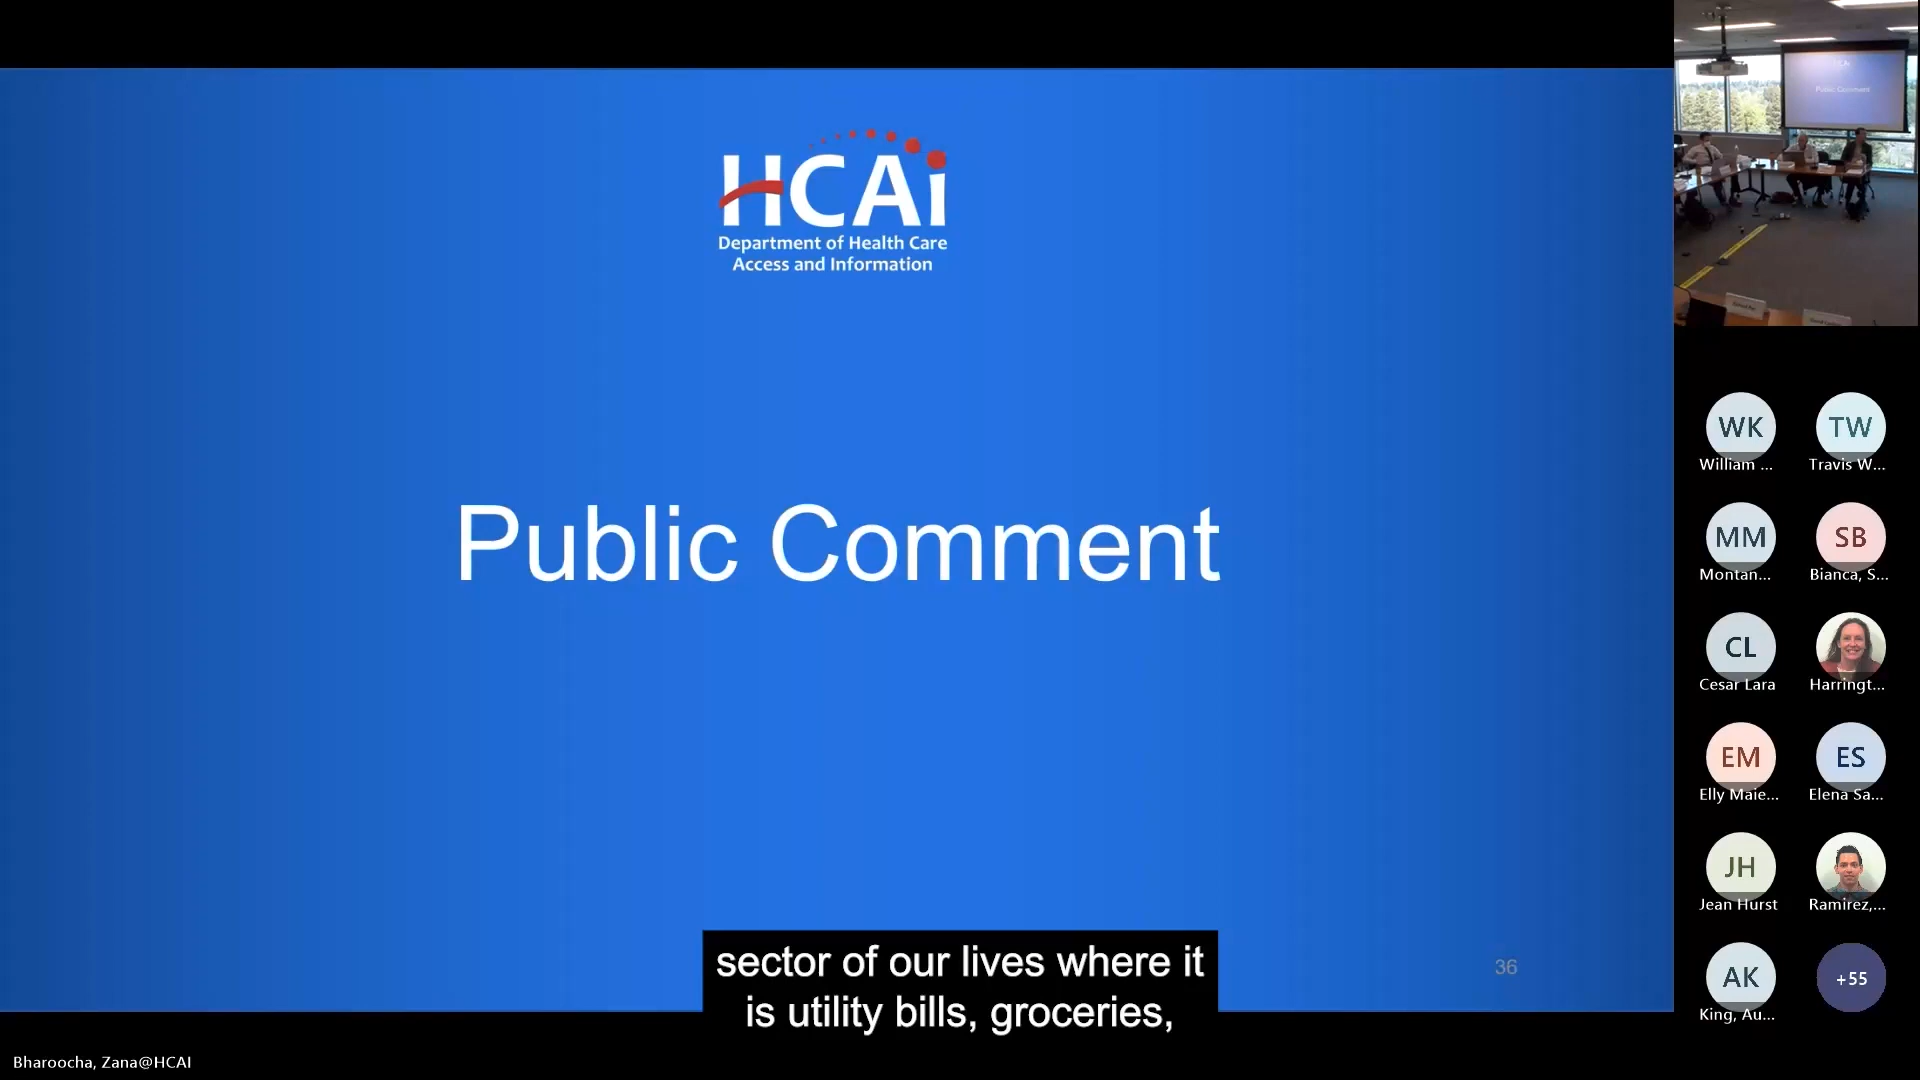 HCAi
Department of Health Care
Access and Information
Public Comment
36
sector of our lives where it
is utility bills, groceries,
Bharoocha, Zana@HCAI
Public Comment
WK
William ...
TW
Travis W...
MM
Montan...
SB
Bianca, S...
CL
Cesar Lara
Harringt...
EM
Elly Maie...
ES
Elena Sa...
JH
Jean Hurst
Ramirez,...
AK
King, Au...
+55